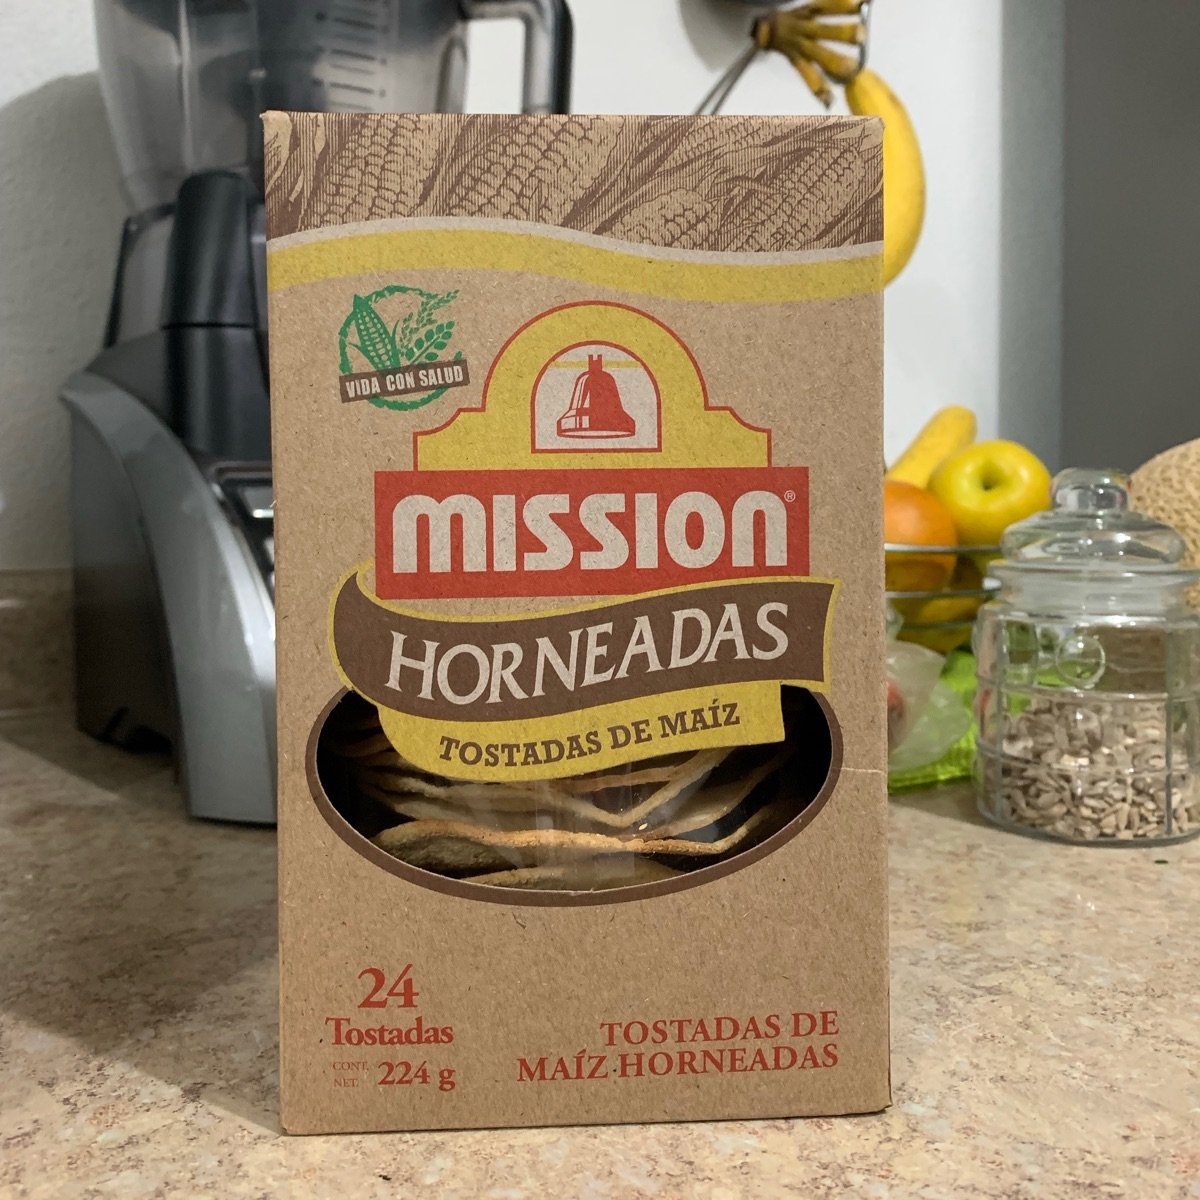 VIDA CON SALUD
MISSION®
HORNEADAS
TOSTADAS DE MAÍZ
24
Tostadas
CONT.
NET. 224 g
TOSTADAS DE
MAÍZ HORNEADAS